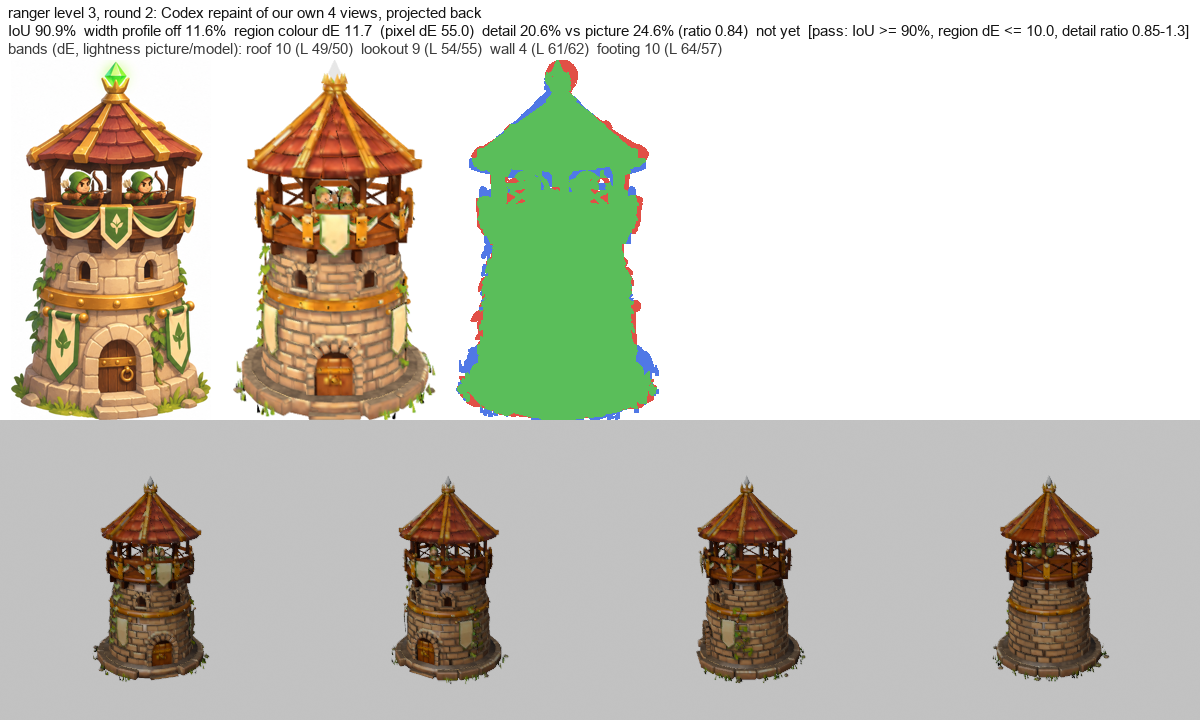 ranger level 3, round 2: Codex repaint of our own 4 views, projected back
IoU 90.9%  width profile off 11.6%  region colour dE 11.7  (pixel dE 55.0)  detail 20.6% vs picture 24.6% (ratio 0.84)  not yet  [pass: IoU >= 90%, region dE <= 10.0, detail ratio 0.85-1.3]
bands (dE, lightness picture/model): roof 10 (L 49/50)  lookout 9 (L 54/55)  wall 4 (L 61/62)  footing 10 (L 64/57)